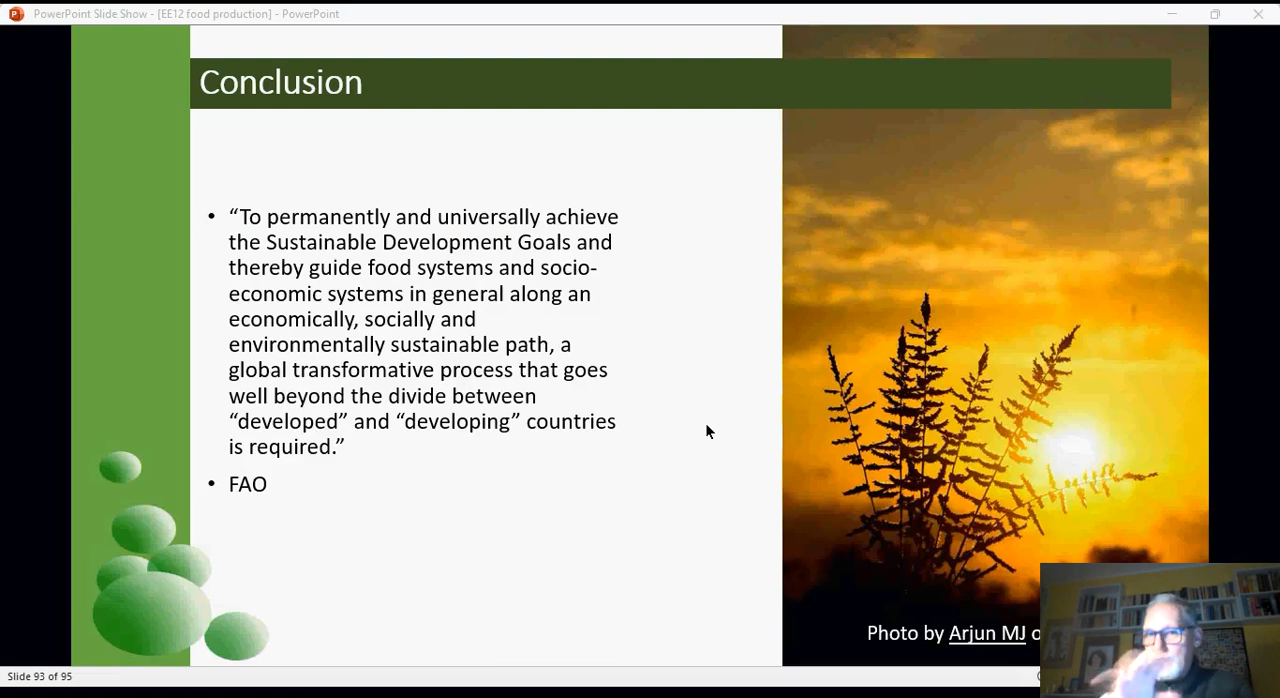 PowerPoint Slide Show - [EE12 food production] - PowerPoint
Conclusion
• “To permanently and universally achieve
the Sustainable Development Goals and
thereby guide food systems and socio-
economic systems in general along an
economically, socially and
environmentally sustainable path, a
global transformative process that goes
well beyond the divide between
“developed” and “developing” countries
is required.”
• FAO
Photo by Arjun MJ
Slide 93 of 95